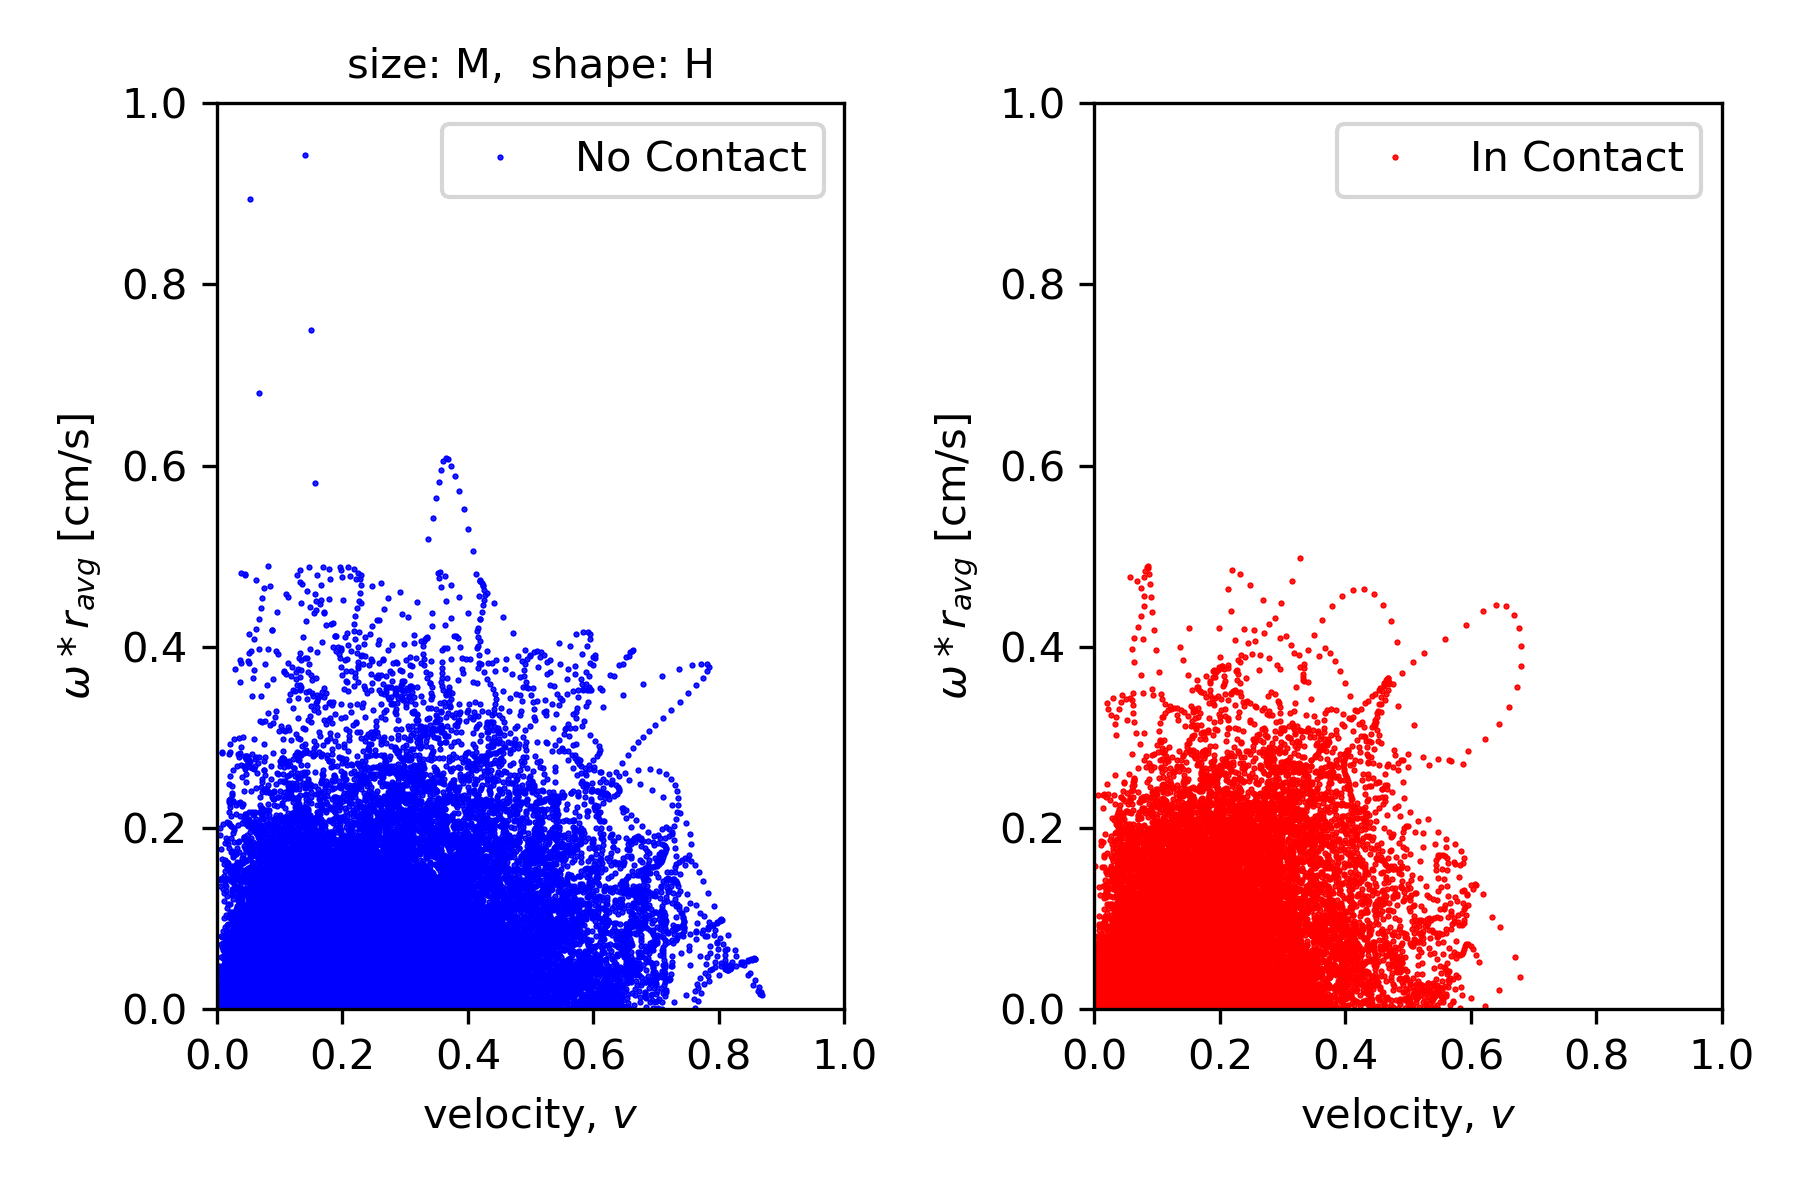 size: M,  shape: H
No Contact
1.0
0.8
0.6
0.4
0.2
0.0
ω * r_avg [cm/s]
0.0 0.2 0.4 0.6 0.8 1.0
velocity, v
In Contact
1.0
0.8
0.6
0.4
0.2
0.0
ω * r_avg [cm/s]
0.0 0.2 0.4 0.6 0.8 1.0
velocity, v